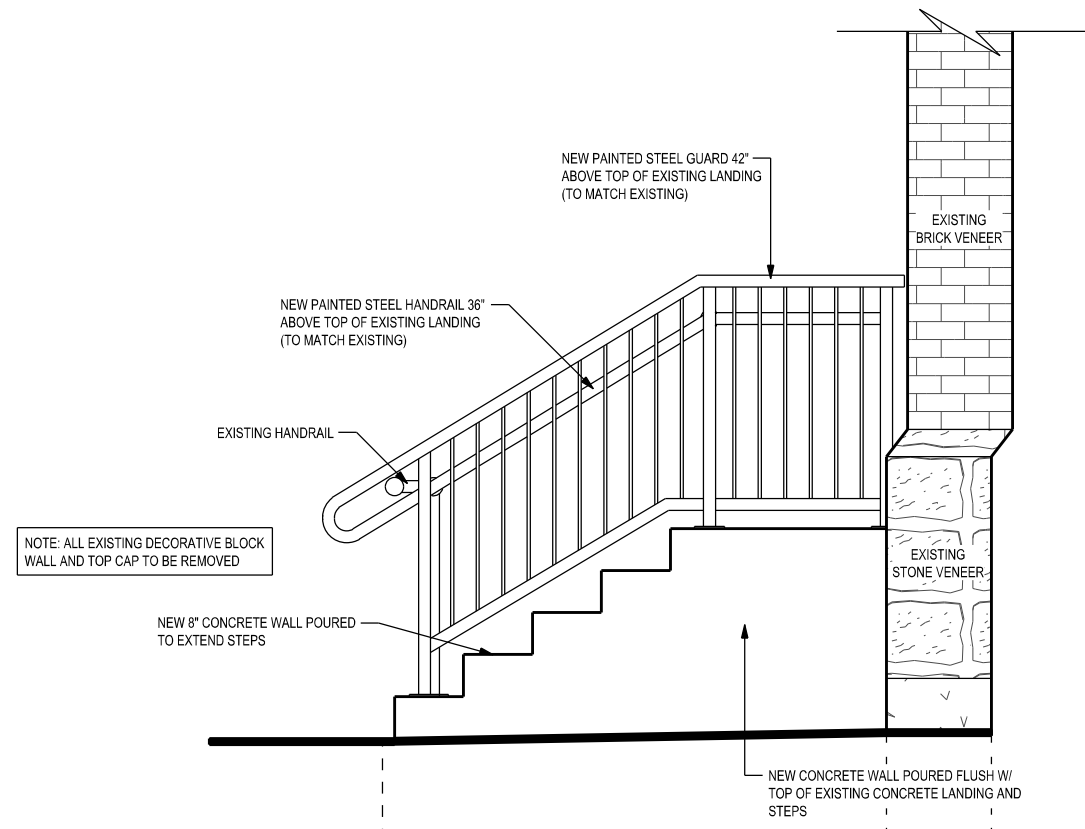 NEW PAINTED STEEL GUARD 42"
ABOVE TOP OF EXISTING LANDING
(TO MATCH EXISTING)
EXISTING
BRICK VENEER
NEW PAINTED STEEL HANDRAIL 36"
ABOVE TOP OF EXISTING LANDING
(TO MATCH EXISTING)
EXISTING HANDRAIL
NOTE: ALL EXISTING DECORATIVE BLOCK
WALL AND TOP CAP TO BE REMOVED
EXISTING
STONE VENEER
NEW 8" CONCRETE WALL POURED
TO EXTEND STEPS
NEW CONCRETE WALL POURED FLUSH W/
TOP OF EXISTING CONCRETE LANDING AND
STEPS